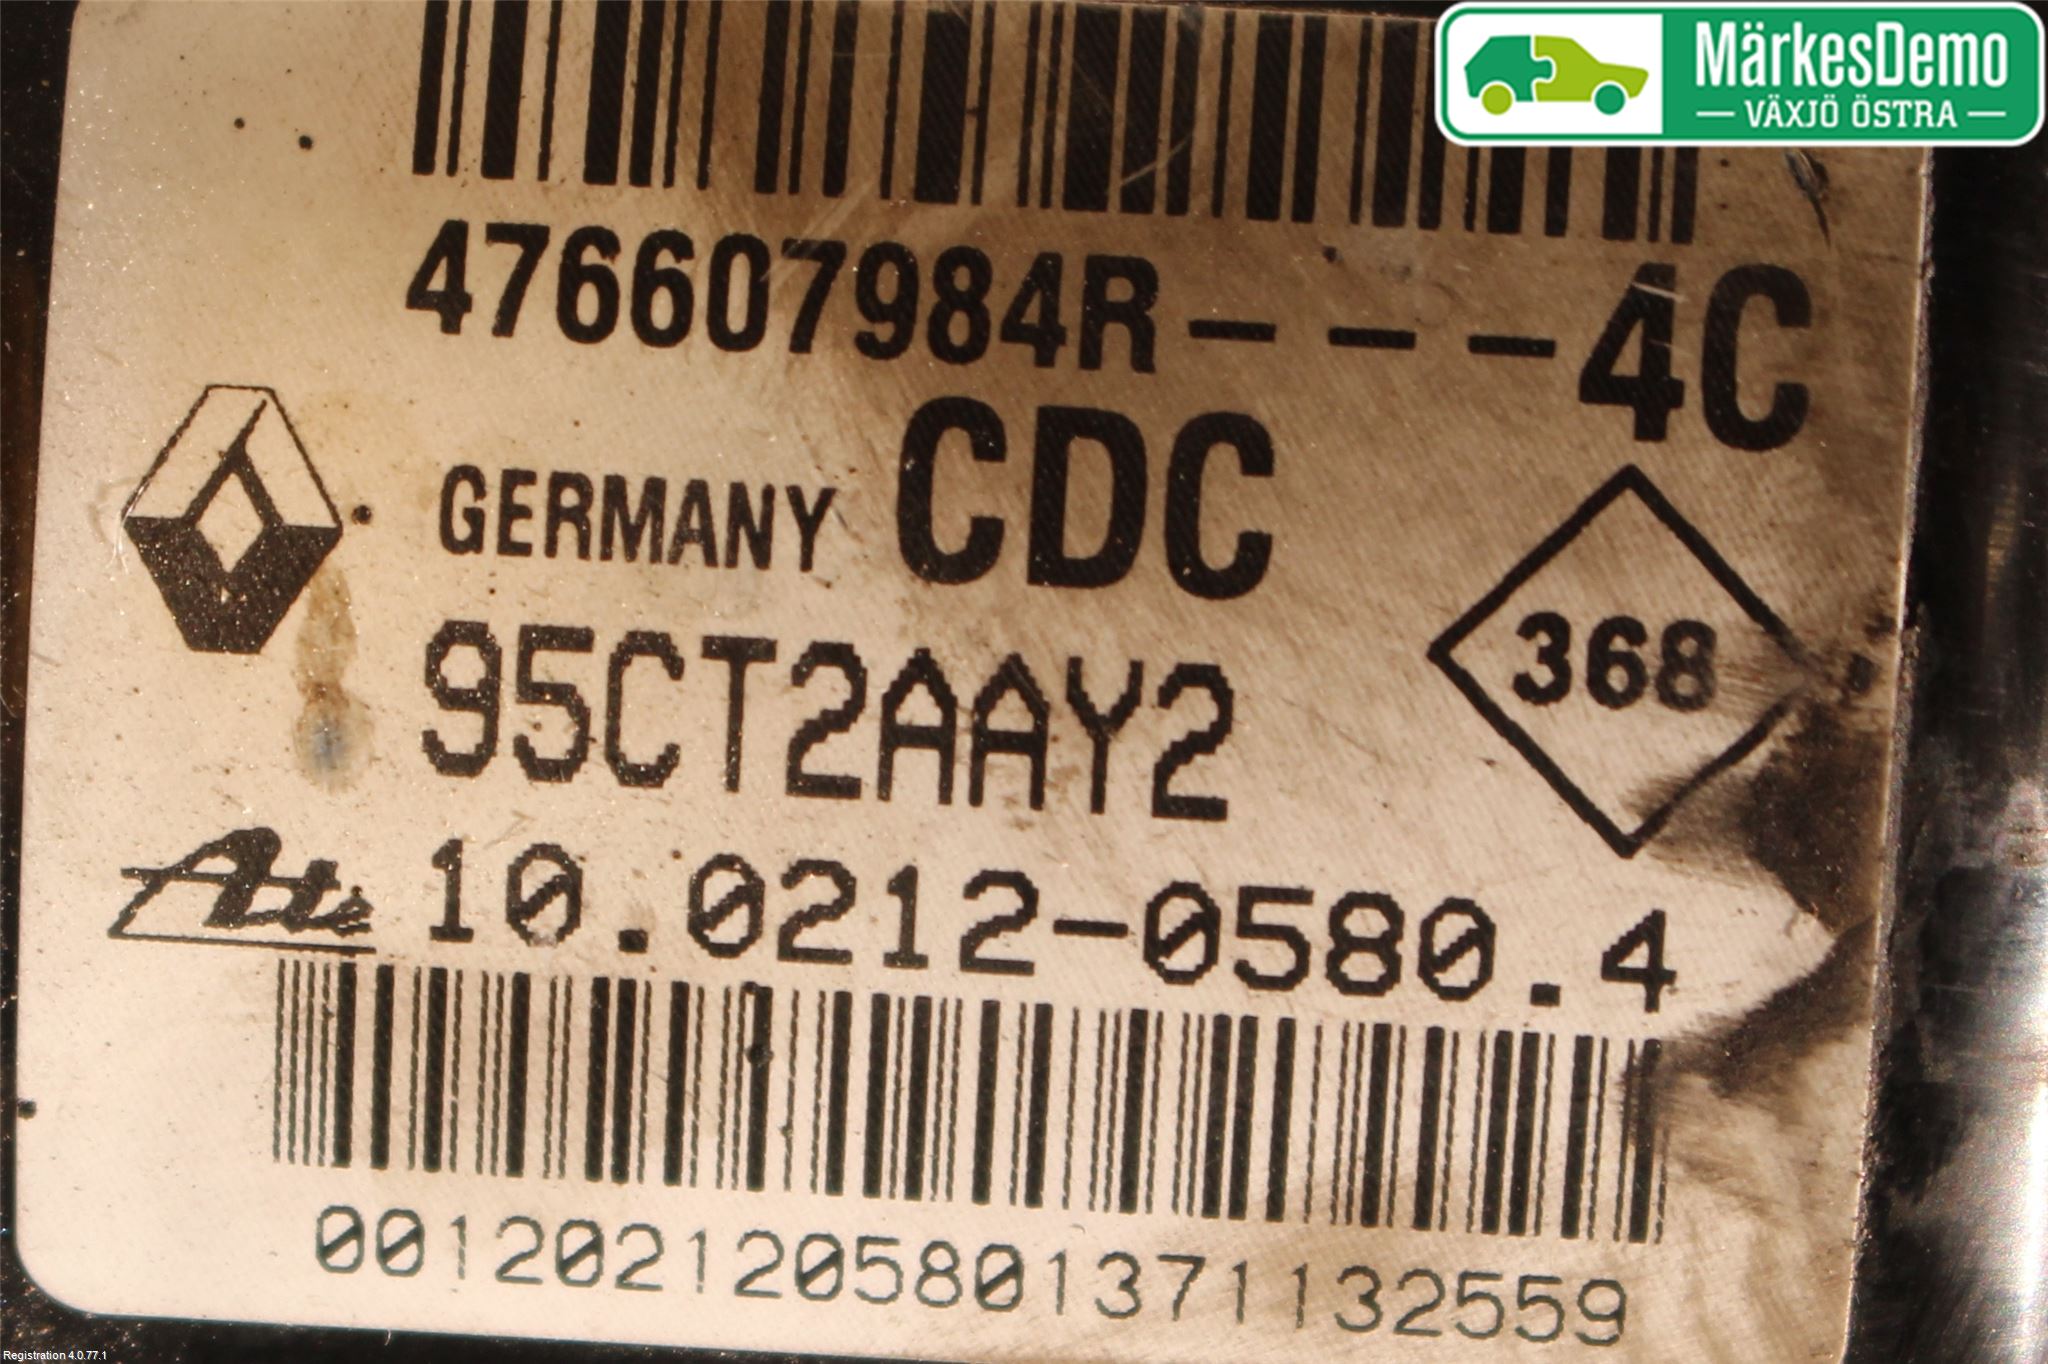 MärkesDemo
VÄXJÖ ÖSTRA
476607984R---4C
GERMANY CDC
368
95CT2AAY2
Ate 10.0212-0580.4
0012021205801371132559
Registration 4.0.77.1